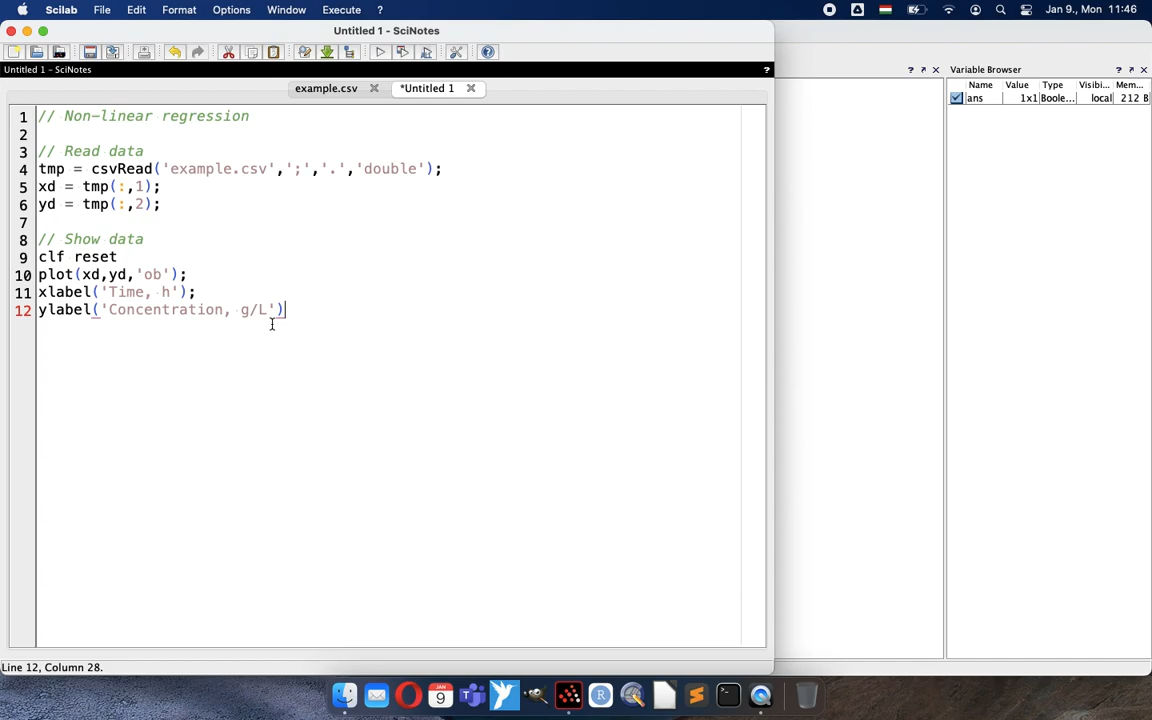 Scilab File Edit Format Options Window Execute ? Jan 9., Mon 11:46
Untitled 1 - SciNotes
Untitled 1 - SciNotes ?
? Variable Browser ?
example.csv *Untitled 1
Name Value Type Visibi... Mem...
ans 1x1 Boole... local 212 B
1 // Non-linear regression
2
3 // Read data
4 tmp = csvRead('example.csv',';','.','double');
5 xd = tmp(:,1);
6 yd = tmp(:,2);
7
8 // Show data
9 clf reset
10 plot(xd,yd,'ob');
11 xlabel('Time, h');
12 ylabel('Concentration, g/L')
Line 12, Column 28.
JAN
9
R